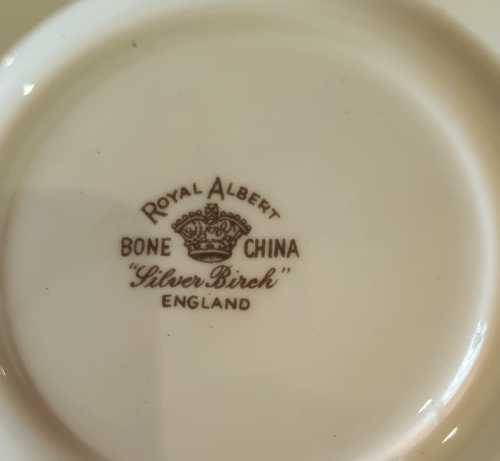 ROYAL ALBERT
BONE CHINA
"Silver Birch"
ENGLAND